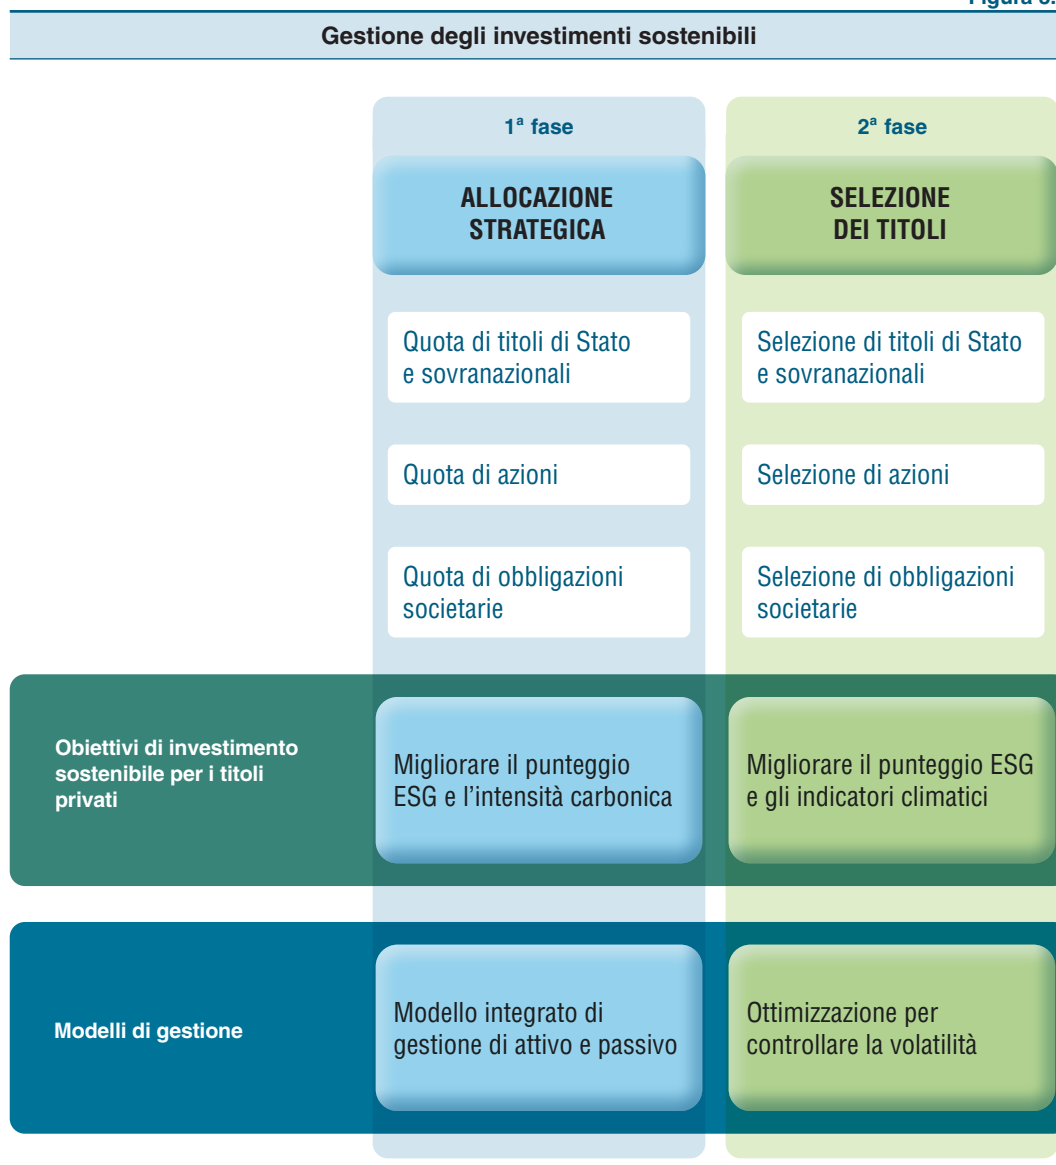 Figura
Gestione degli investimenti sostenibili
1ª fase
2ª fase
ALLOCAZIONE
STRATEGICA
SELEZIONE
DEI TITOLI
Quota di titoli di Stato
e sovranazionali
Selezione di titoli di Stato
e sovranazionali
Quota di azioni
Selezione di azioni
Quota di obbligazioni
societarie
Selezione di obbligazioni
societarie
Obiettivi di investimento
sostenibile per i titoli
privati
Migliorare il punteggio
ESG e l’intensità carbonica
Migliorare il punteggio ESG
e gli indicatori climatici
Modelli di gestione
Modello integrato di
gestione di attivo e passivo
Ottimizzazione per
controllare la volatilità